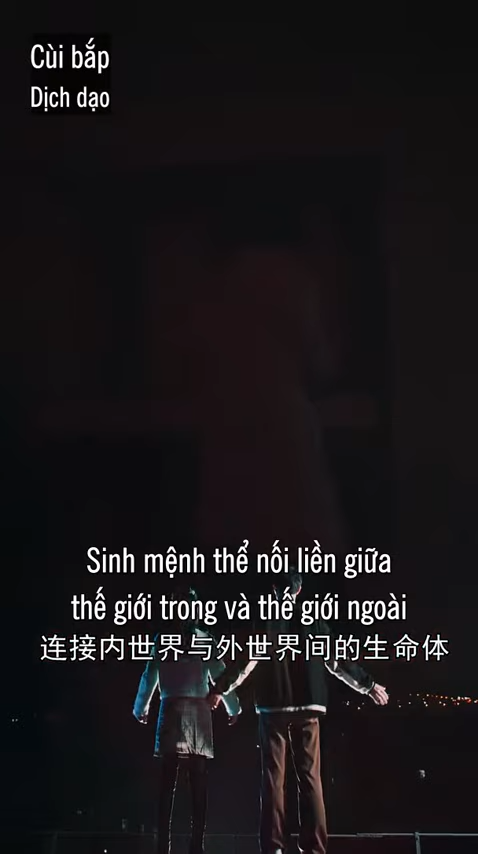 Cùi bắp
Dịch dạo
Sinh mệnh thể nối liền giữa
thế giới trong và thế giới ngoài
连接内世界与外世界间的生命体